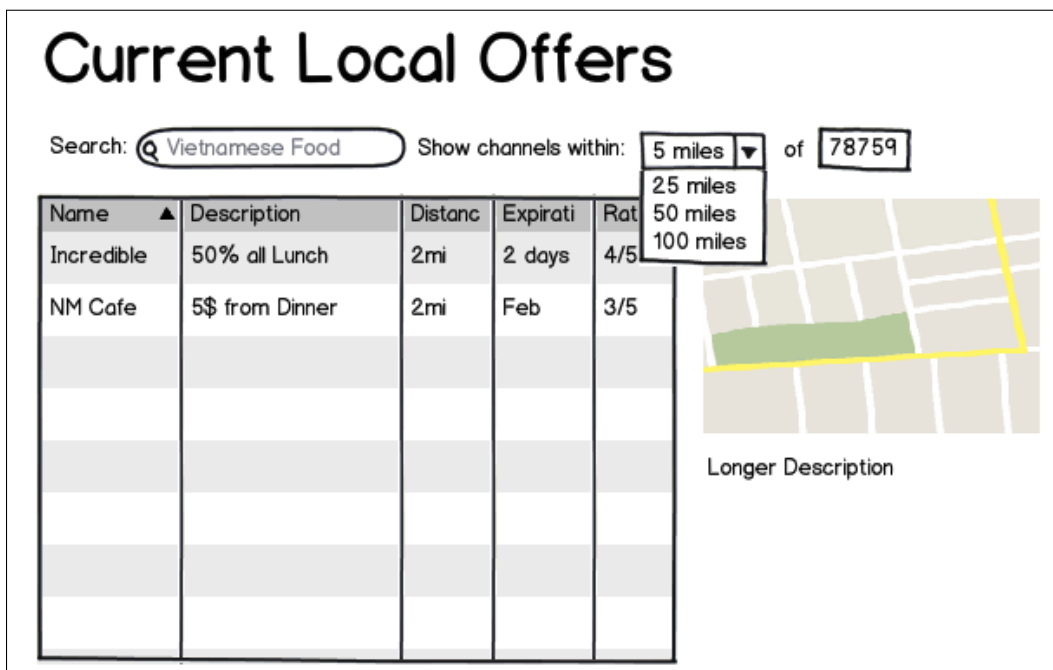 Current Local Offers
Search: Vietnamese Food Show channels within: 5 miles of 78759
25 miles
50 miles
100 miles
Name Description Distanc Expirati Rat
Incredible 50% all Lunch 2mi 2 days 4/5
NM Cafe 5$ from Dinner 2mi Feb 3/5
Longer Description